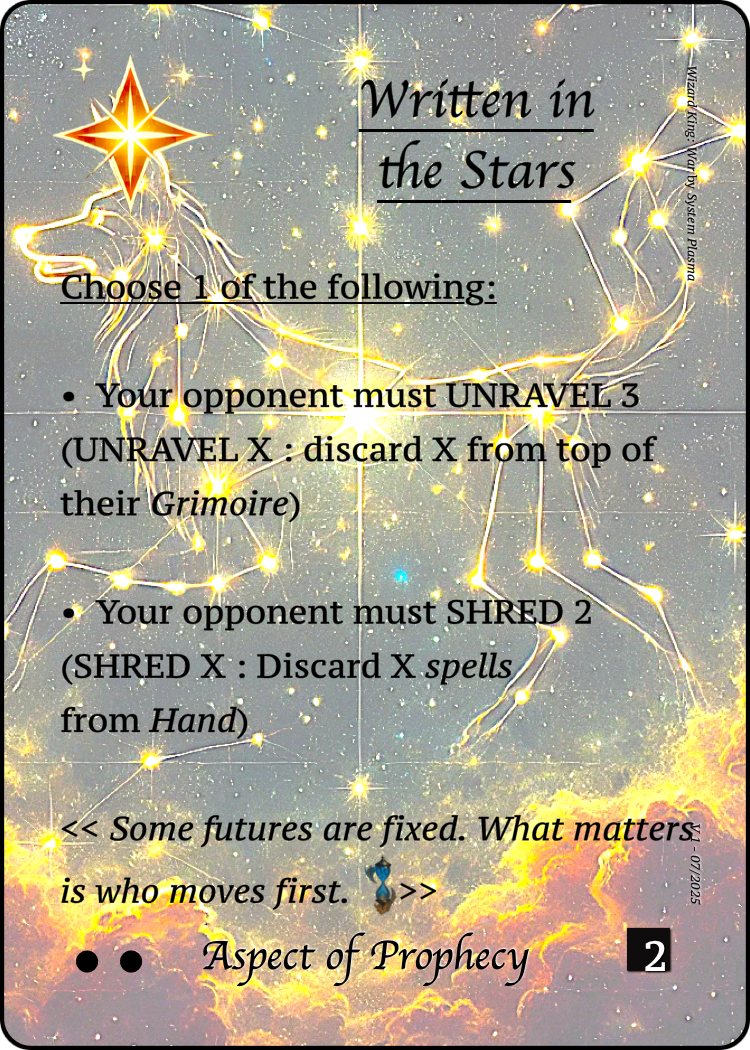 Written in
the Stars
Wizard King: War by System Plasma
Choose 1 of the following:
• Your opponent must UNRAVEL 3
(UNRAVEL X : discard X from top of
their Grimoire)
• Your opponent must SHRED 2
(SHRED X : Discard X spells
from Hand)
<< Some futures are fixed. What matters
is who moves first. >>
V.1 - 07/2025
Aspect of Prophecy
2